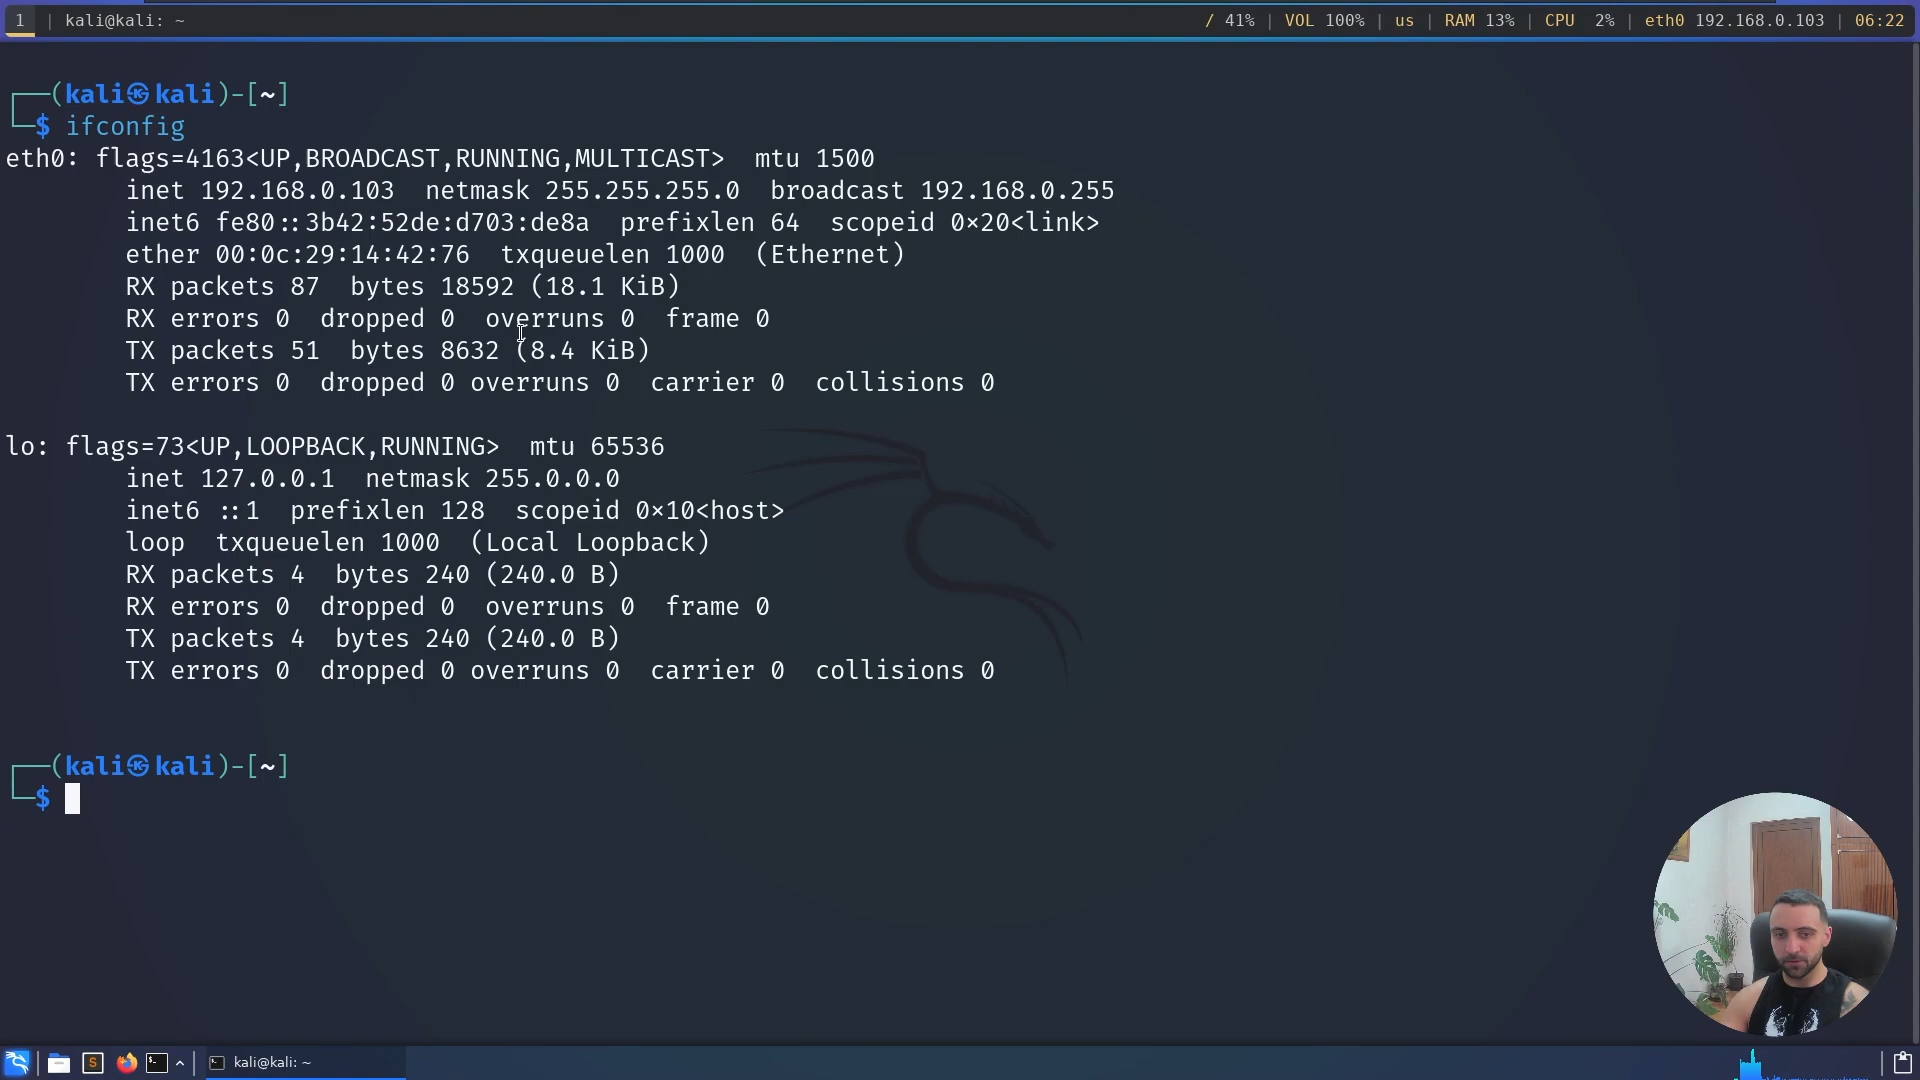 1 | kali@kali: ~ / 41% | VOL 100% | us | RAM 13% | CPU 2% | eth0 192.168.0.103 | 06:22
┌──(kali㉿kali)-[~]
└─$ ifconfig
eth0: flags=4163<UP,BROADCAST,RUNNING,MULTICAST>  mtu 1500
        inet 192.168.0.103  netmask 255.255.255.0  broadcast 192.168.0.255
        inet6 fe80::3b42:52de:d703:de8a  prefixlen 64  scopeid 0×20<link>
        ether 00:0c:29:14:42:76  txqueuelen 1000  (Ethernet)
        RX packets 87  bytes 18592 (18.1 KiB)
        RX errors 0  dropped 0  overruns 0  frame 0
        TX packets 51  bytes 8632 (8.4 KiB)
        TX errors 0  dropped 0 overruns 0  carrier 0  collisions 0
lo: flags=73<UP,LOOPBACK,RUNNING>  mtu 65536
        inet 127.0.0.1  netmask 255.0.0.0
        inet6 ::1  prefixlen 128  scopeid 0×10<host>
        loop  txqueuelen 1000  (Local Loopback)
        RX packets 4  bytes 240 (240.0 B)
        RX errors 0  dropped 0  overruns 0  frame 0
        TX packets 4  bytes 240 (240.0 B)
        TX errors 0  dropped 0 overruns 0  carrier 0  collisions 0
┌──(kali㉿kali)-[~]
└─$
kali@kali: ~